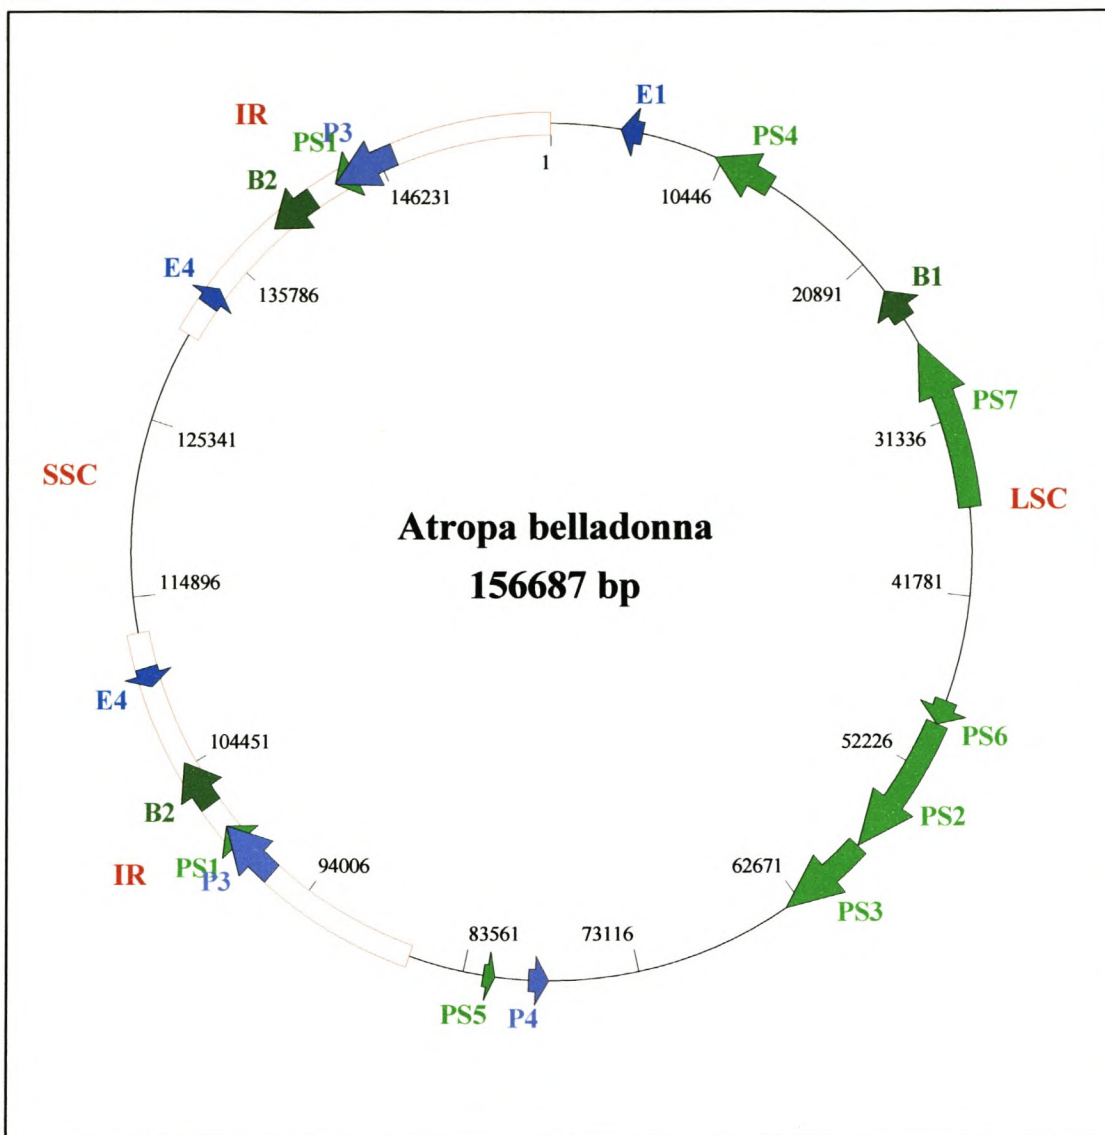 E1
IR
P3
PS1
PS4
1
B2
10446
146231
E4
B1
20891
135786
PS7
31336
125341
SSC
LSC
Atropa belladonna
156687 bp
114896
41781
E4
PS6
104451
52226
B2
PS2
PS1
IR
P3
94006
62671
PS3
83561
73116
PS5
P4